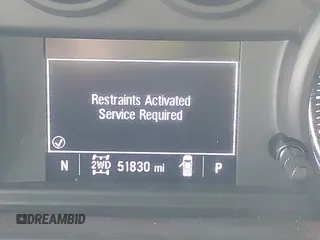 Restraints Activated
Service Required
N 2WD 51830 mi P
DREAMBID